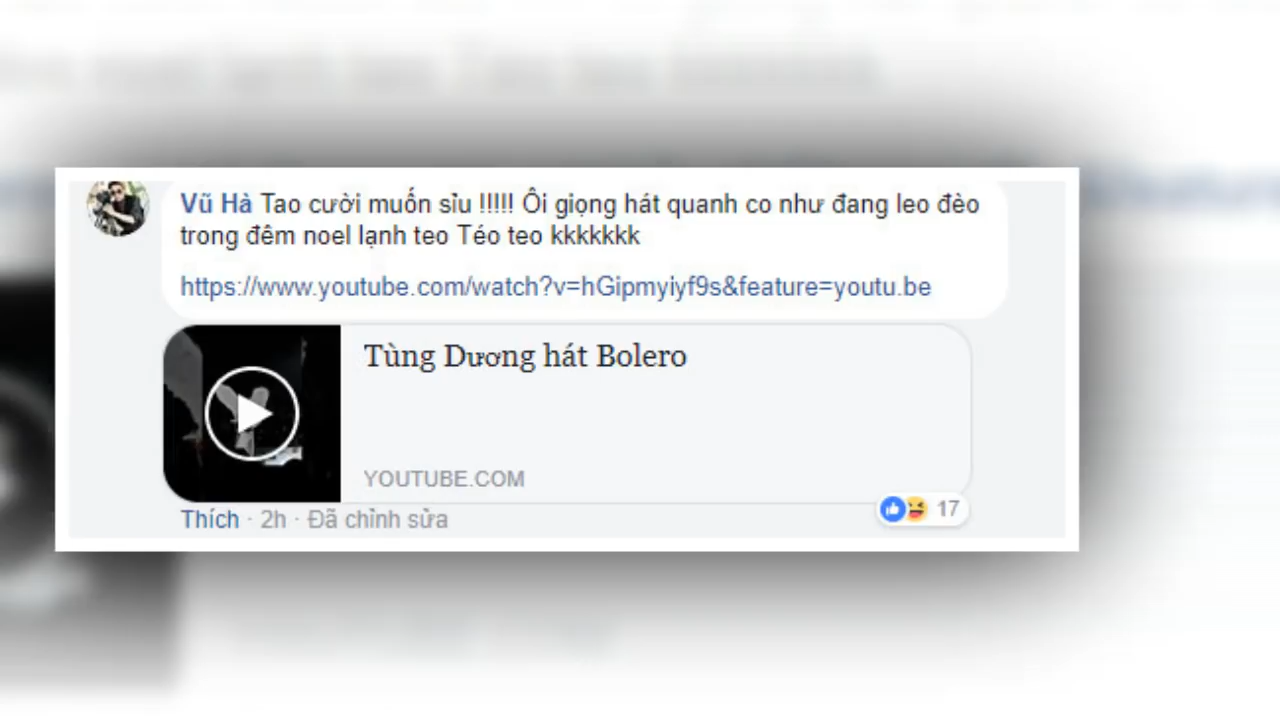 Vũ Hà Tao cười muốn sỉu !!!!! Ôi giọng hát quanh co như đang leo đèo
trong đêm noel lạnh teo Téo teo kkkkkkk
https://www.youtube.com/watch?v=hGipmyiyf9s&feature=youtu.be
Tùng Dương hát Bolero
YOUTUBE.COM
Thích · 2h · Đã chỉnh sửa
17